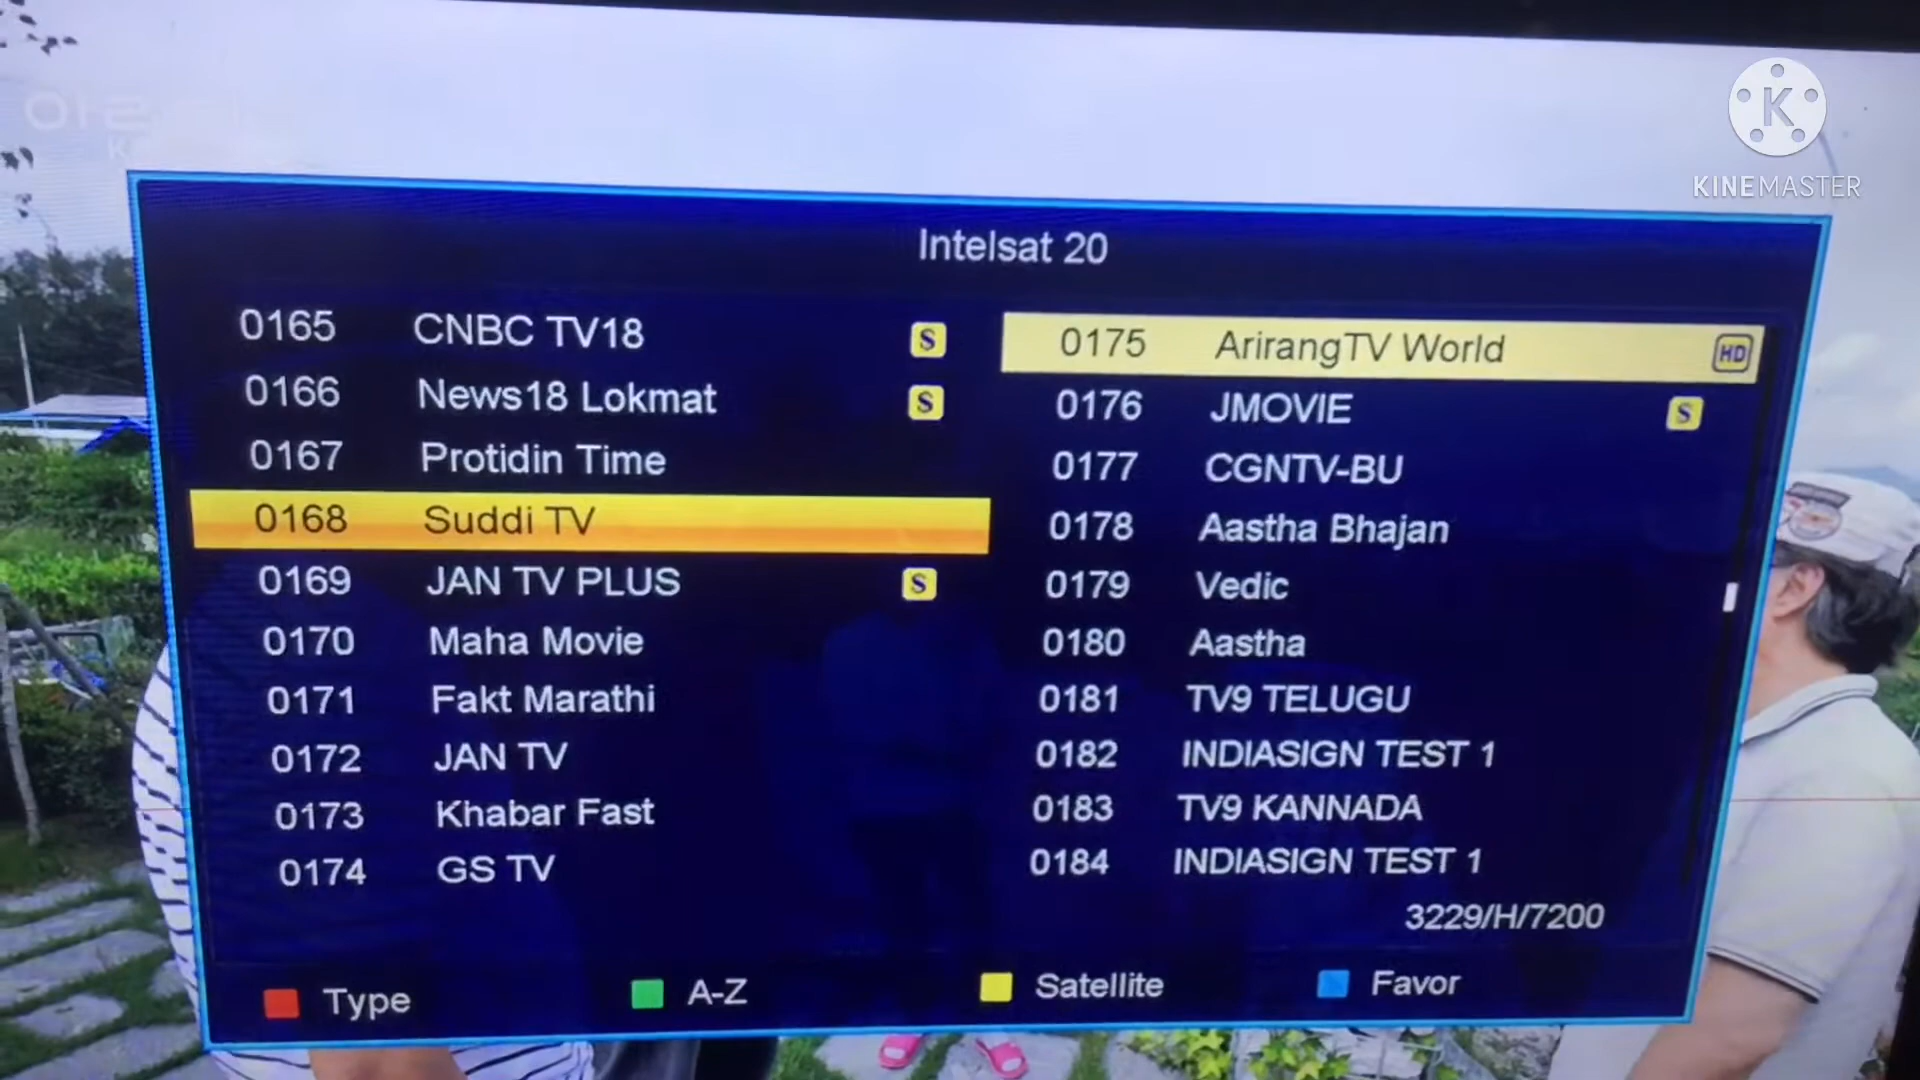 아리
K
KINEMASTER
Intelsat 20
0165 CNBC TV18 S
0166 News18 Lokmat S
0167 Protidin Time
0168 Suddi TV
0169 JAN TV PLUS S
0170 Maha Movie
0171 Fakt Marathi
0172 JAN TV
0173 Khabar Fast
0174 GS TV
0175 ArirangTV World HD
0176 JMOVIE S
0177 CGNTV-BU
0178 Aastha Bhajan
0179 Vedic
0180 Aastha
0181 TV9 TELUGU
0182 INDIASIGN TEST 1
0183 TV9 KANNADA
0184 INDIASIGN TEST 1
3229/H/7200
Type A-Z Satellite Favor